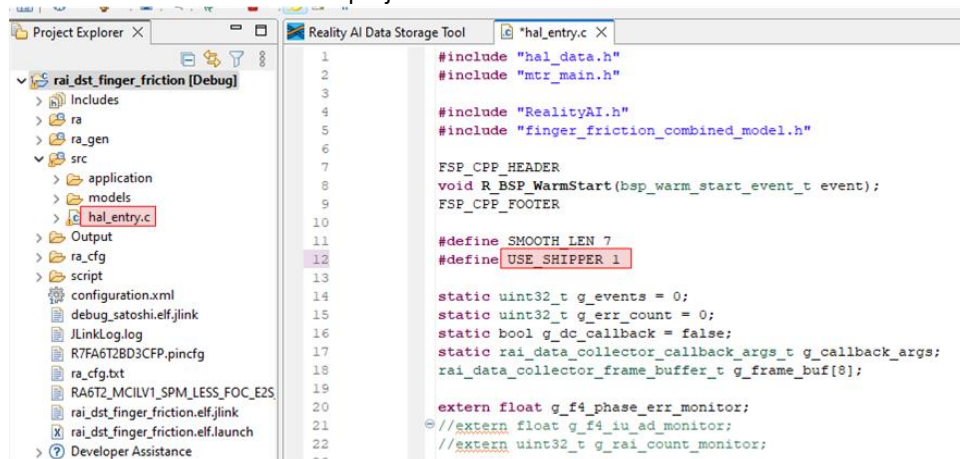 Project Explorer
rai_dst_finger_friction [Debug]
Includes
ra
ra_gen
src
application
models
hal_entry.c
Output
ra_cfg
script
configuration.xml
debug_satoshi.elf.jlink
JLinkLog.log
R7FA6T2BD3CFP.pincfg
ra_cfg.txt
RA6T2_MCILV1_SPM_LESS_FOC_E2S
rai_dst_finger_friction.elf.jlink
rai_dst_finger_friction.elf.launch
Developer Assistance
Reality AI Data Storage Tool
*hal_entry.c
1 #include "hal_data.h"
2 #include "mtr_main.h"
3
4 #include "RealityAI.h"
5 #include "finger_friction_combined_model.h"
6
7 FSP_CPP_HEADER
8 void R_BSP_WarmStart(bsp_warm_start_event_t event);
9 FSP_CPP_FOOTER
10
11 #define SMOOTH_LEN 7
12 #define USE_SHIPPER 1
13
14 static uint32_t g_events = 0;
15 static uint32_t g_err_count = 0;
16 static bool g_dc_callback = false;
17 static rai_data_collector_callback_args_t g_callback_args;
18 rai_data_collector_frame_buffer_t g_frame_buf[8];
19
20 extern float g_f4_phase_err_monitor;
21 //extern float g_f4_iu_ad_monitor;
22 //extern uint32_t g_rai_count_monitor;